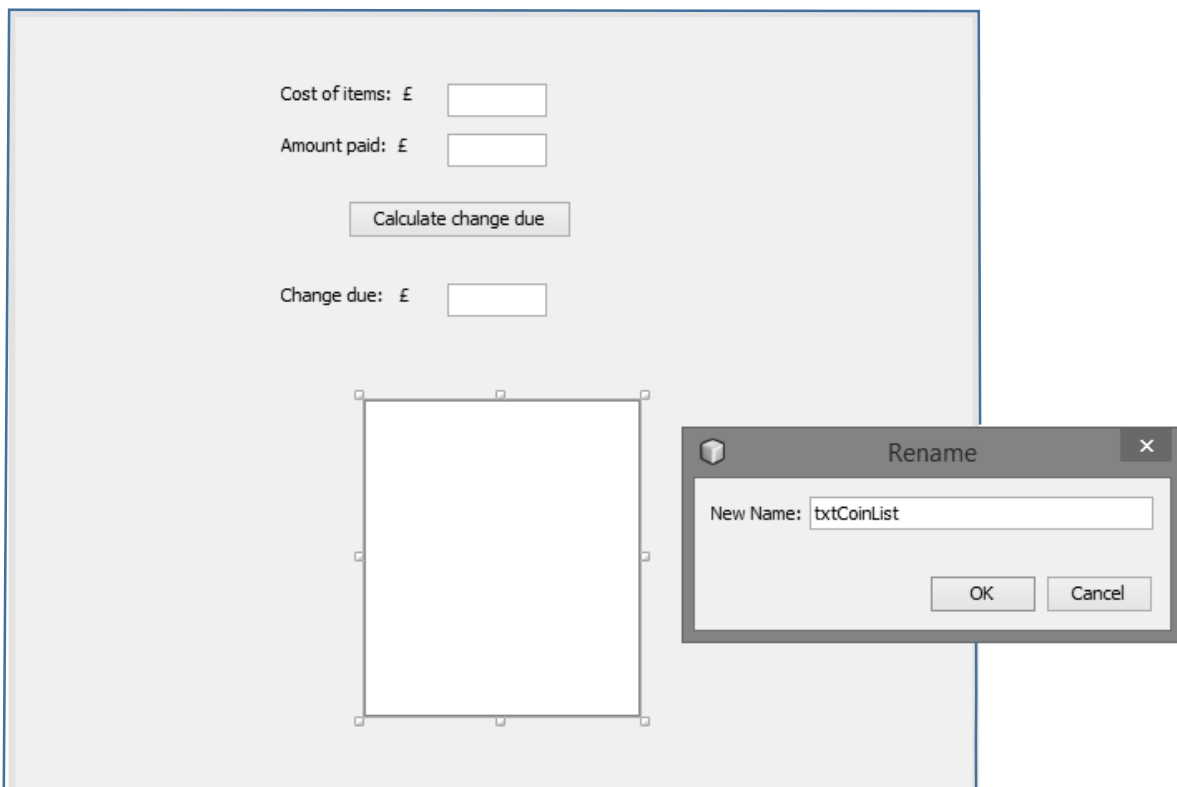 Cost of items: £
Amount paid: £
Calculate change due
Change due: £
Rename
New Name: txtCoinList
OK Cancel